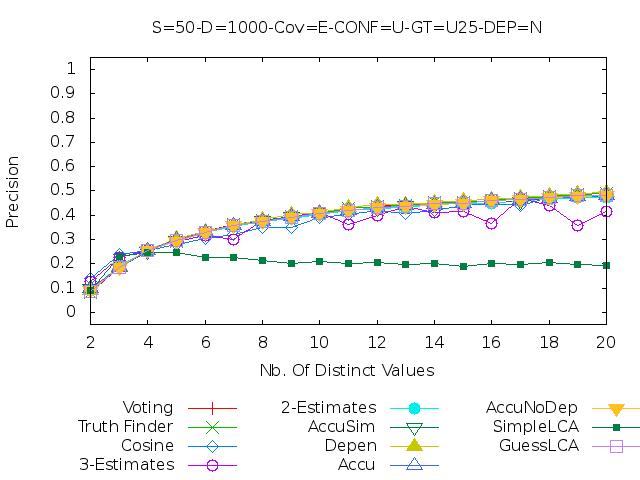 S=50-D=1000-Cov=E-CONF=U-GT=U25-DEP=N
1
0.9
0.8
0.7
0.6
0.5
0.4
0.3
0.2
0.1
0
Precision
2 4 6 8 10 12 14 16 18 20
Nb. Of Distinct Values
Voting 2-Estimates AccuNoDep
Truth Finder AccuSim SimpleLCA
Cosine Depen GuessLCA
3-Estimates Accu